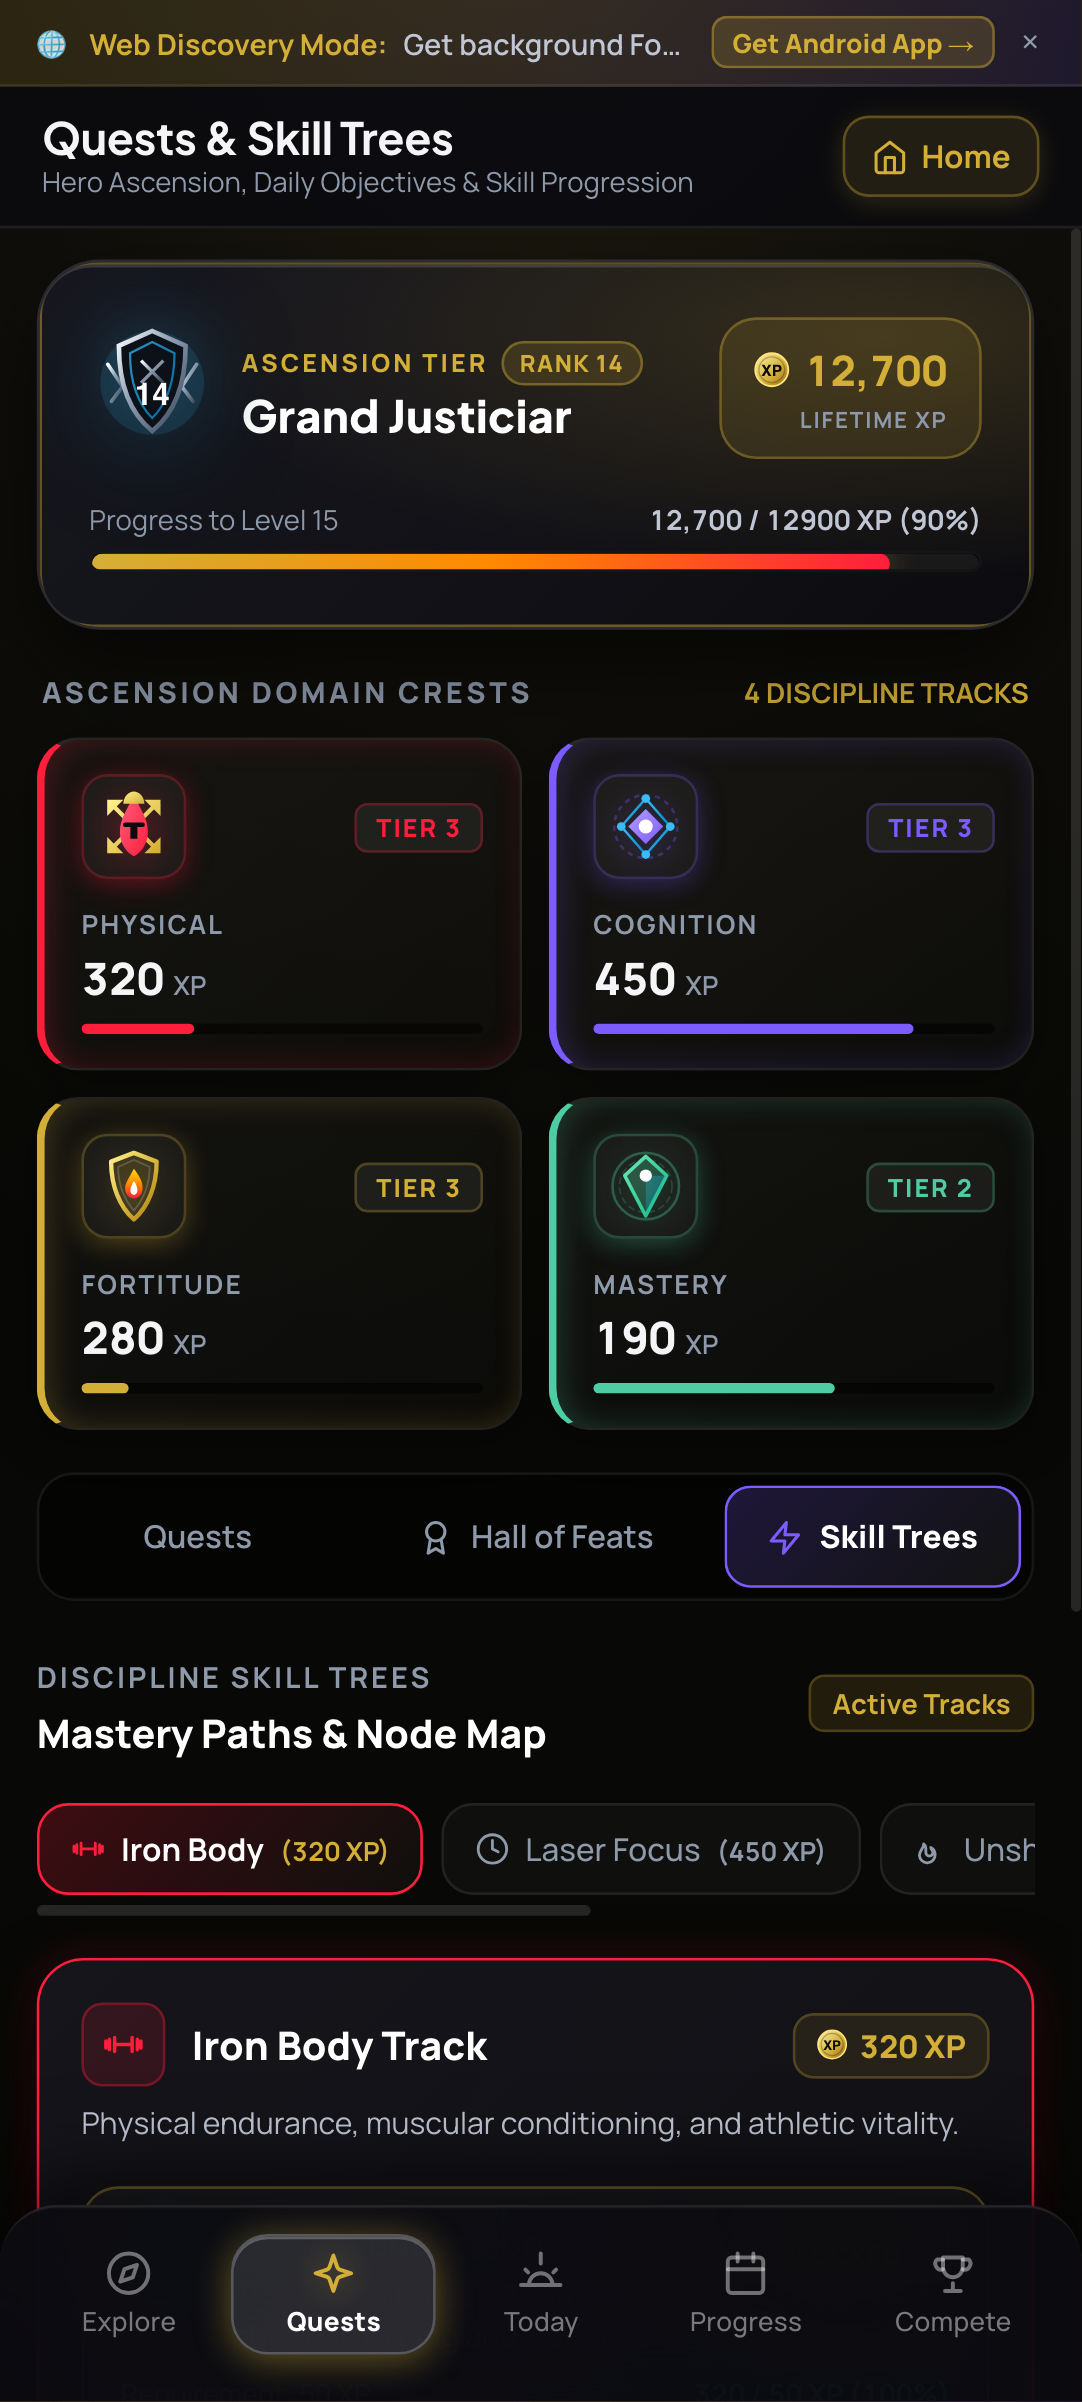 Web Discovery Mode: Get background Fo...
Get Android App →
×
Quests & Skill Trees
Hero Ascension, Daily Objectives & Skill Progression
Home
14
ASCENSION TIER RANK 14
Grand Justiciar
XP 12,700
LIFETIME XP
Progress to Level 15
12,700 / 12900 XP (90%)
ASCENSION DOMAIN CRESTS
4 DISCIPLINE TRACKS
T
TIER 3
PHYSICAL
320 XP
TIER 3
COGNITION
450 XP
TIER 3
FORTITUDE
280 XP
TIER 2
MASTERY
190 XP
Quests
Hall of Feats
Skill Trees
DISCIPLINE SKILL TREES
Mastery Paths & Node Map
Active Tracks
Iron Body (320 XP)
Laser Focus (450 XP)
Unsh
Iron Body Track
XP 320 XP
Physical endurance, muscular conditioning, and athletic vitality.
Explore
Quests
Today
Progress
Compete
320 / 50 XP (100%)